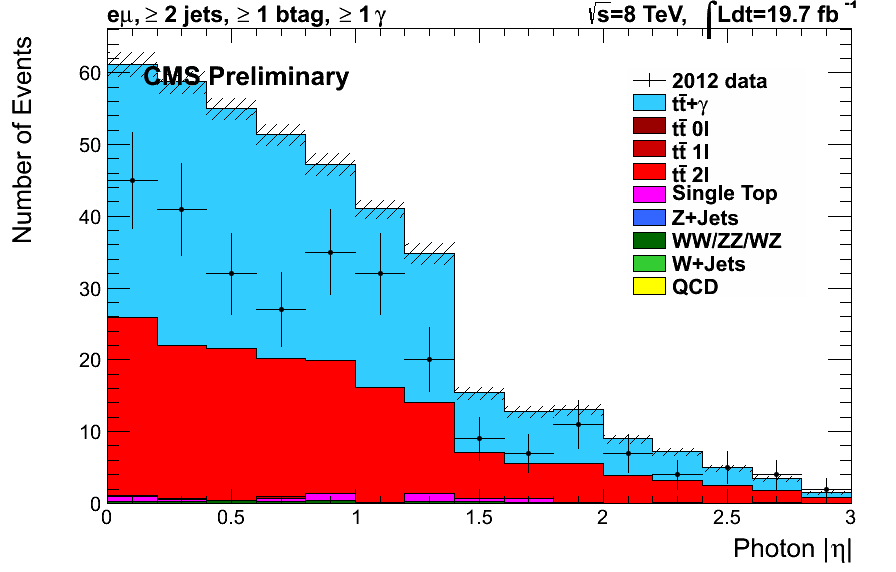 eμ, ≥ 2 jets, ≥ 1 btag, ≥ 1 γ
√s=8 TeV, ∫Ldt=19.7 fb⁻¹
CMS Preliminary
Number of Events
60
50
40
30
20
10
0
2012 data
tt̄+γ
tt̄ 0l
tt̄ 1l
tt̄ 2l
Single Top
Z+Jets
WW/ZZ/WZ
W+Jets
QCD
0 0.5 1 1.5 2 2.5 3
Photon |η|